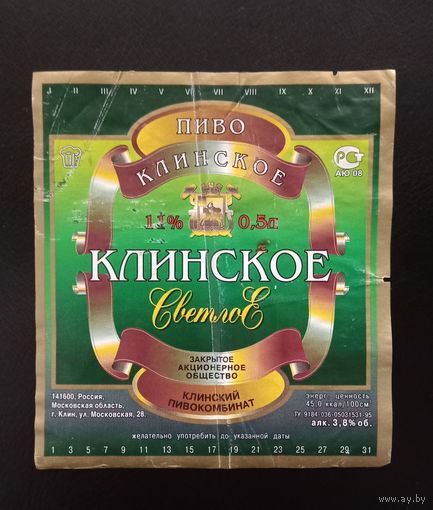 I II III IV V VI VII VIII IX X XI XII
ПИВО
КЛИНСКОЕ
РСТ
АЮ 08
11% 0,5л
КЛИНСКОЕ
СветлоЕ
ЗАКРЫТОЕ
АКЦИОНЕРНОЕ
ОБЩЕСТВО
КЛИНСКИЙ
ПИВОКОМБИНАТ
141600, Россия,
Московская область,
г. Клин, ул. Московская, 28.
энерг. ценность
45,0 ккал/100см
ТУ 9184-036-05031531-95
алк. 3,8% об.
желательно употребить до указанной даты
1 3 5 7 9 11 13 15 17 19 21 23 25 27 29 31
www.ay.by